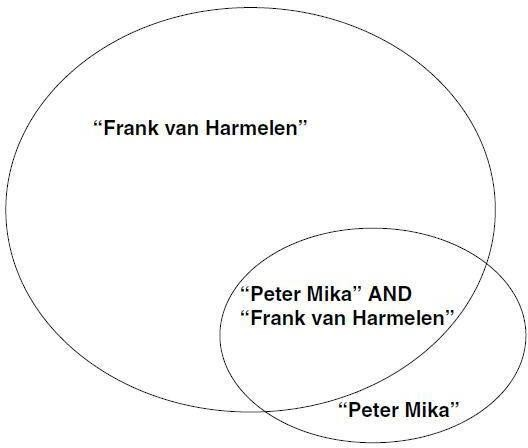 “Frank van Harmelen”
“Peter Mika” AND
“Frank van Harmelen”
“Peter Mika”